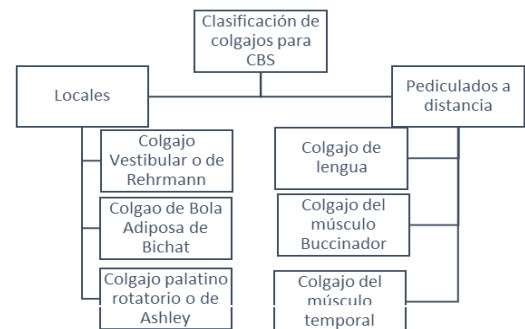 Clasificación de
colgajos para
CBS
Locales
Pediculados a
distancia
Colgajo
Vestibular o de
Rehrmann
Colgao de Bola
Adiposa de
Bichat
Colgajo palatino
rotatorio o de
Ashley
Colgajo de
lengua
Colgajo del
músculo
Buccinador
Colgajo del
músculo
temporal